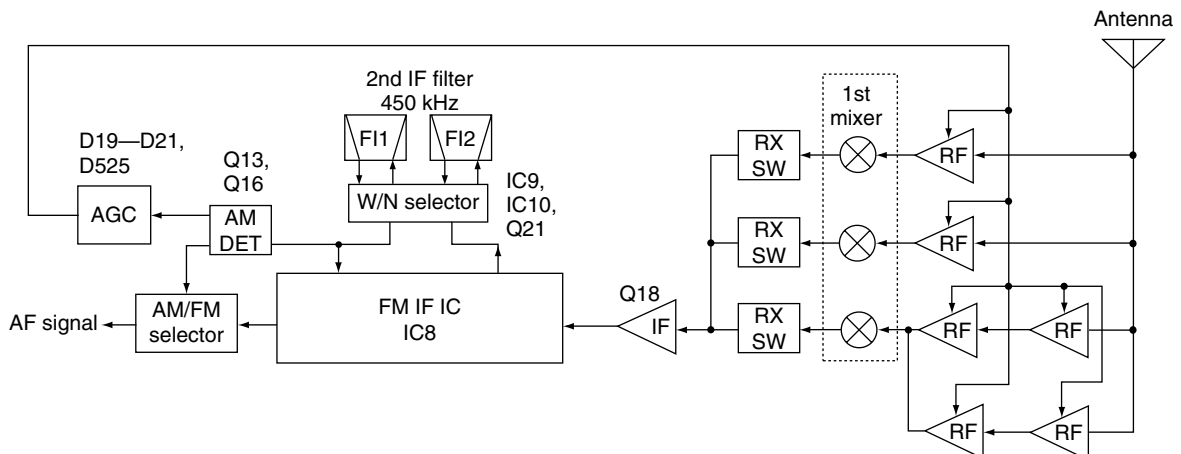 Antenna
2nd IF filter
450 kHz
1st
mixer
D19—D21,
D525
Q13,
Q16
FI1
FI2
RX
SW
RF
IC9,
IC10,
Q21
W/N selector
AGC
AM
DET
RX
SW
RF
AF signal
AM/FM
selector
FM IF IC
IC8
Q18
IF
RX
SW
RF
RF
RF
RF